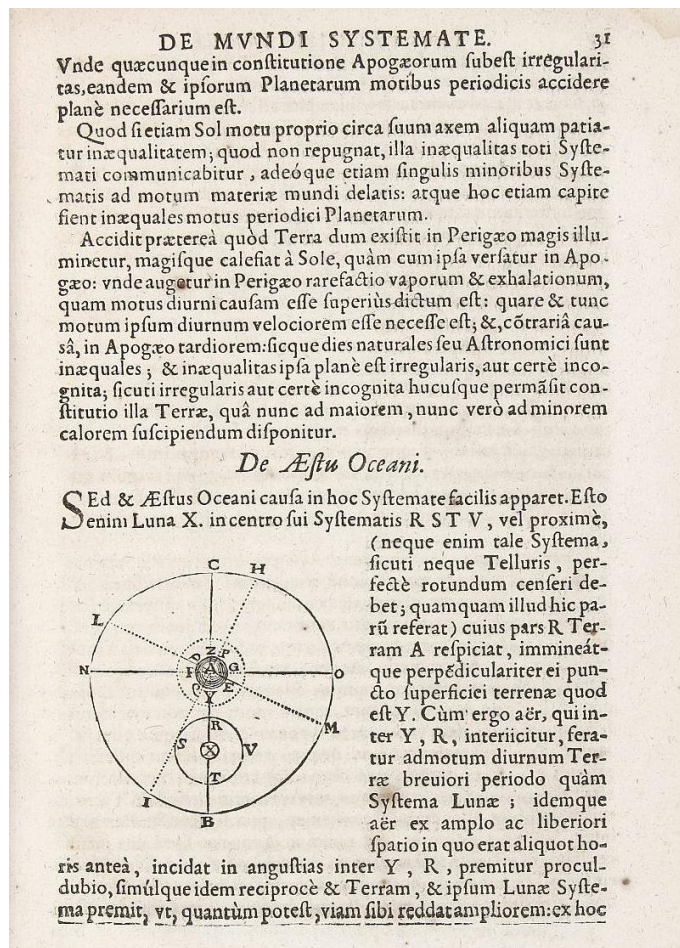 DE MVNDI SYSTEMATE. 31
Vnde quæcunque in conſtitutione Apogæorum ſubeſt irregulari-
tas, eandem & ipſorum Planetarum motibus periodicis accidere
planè neceſſarium eſt.
Quod ſi etiam Sol motu proprio circa ſuum axem aliquam patia-
tur inæqualitatem; quod non repugnat, illa inæqualitas toti Syſte-
mati communicabitur, adeóque etiam ſingulis minoribus Syſte-
matis ad motum materiæ mundi delatis: atque hoc etiam capite
fient inæquales motus periodici Planetarum.
Accidit prætereà quòd Terra dum exiſtit in Perigæo magis illu-
minetur, magiſque calefiat à Sole, quàm cum ipſa verſatur in Apo-
gæo: vnde augetur in Perigæo rarefactio vaporum & exhalationum,
quam motus diurni cauſam eſſe ſuperiùs dictum eſt: quare & tunc
motum ipſum diurnum velociorem eſſe neceſſe eſt; &, cõtrariâ cau-
ſâ, in Apogæo tardiorem: ſicque dies naturales ſeu Aſtronomici ſunt
inæquales; & inæqualitas ipſa planè eſt irregularis, aut certè inco-
gnita; ſicuti irregularis aut certè incognita hucuſque permãſit con-
ſtitutio illa Terræ, quâ nunc ad maiorem, nunc verò ad minorem
calorem ſuſcipiendum diſponitur.
De Æſtu Oceani.
SEd & Æſtus Oceani cauſa in hoc Syſtemate facilis apparet. Eſto
enim Luna X. in centro ſui Syſtematis R S T V, vel proximè,
(neque enim tale Syſtema,
ſicuti neque Telluris, per-
fectè rotundum cenſeri de-
bet; quamquam illud hic pa-
rũ referat) cuius pars R Ter-
ram A reſpiciat, immineát-
que perpẽdiculariter ei pun-
cto ſuperficiei terrenæ quod
eſt Y. Cùm ergo aër, qui in-
ter Y, R, interiicitur, fera-
tur ad motum diurnum Ter-
ræ breuiori periodo quàm
Syſtema Lunæ; idemque
aër ex amplo ac liberiori
ſpatio in quo erat aliquot ho-
ris anteà, incidat in anguſtias inter Y, R, premitur procul-
dubio, ſimúlque idem reciprocè & Terram, & ipſum Lunæ Syſte-
ma premit, vt, quantùm poteſt, viam ſibi reddat ampliorem: ex hoc
C H
L
D Z P
N F A G O
E
Y
M
R
S X V
T
I
B